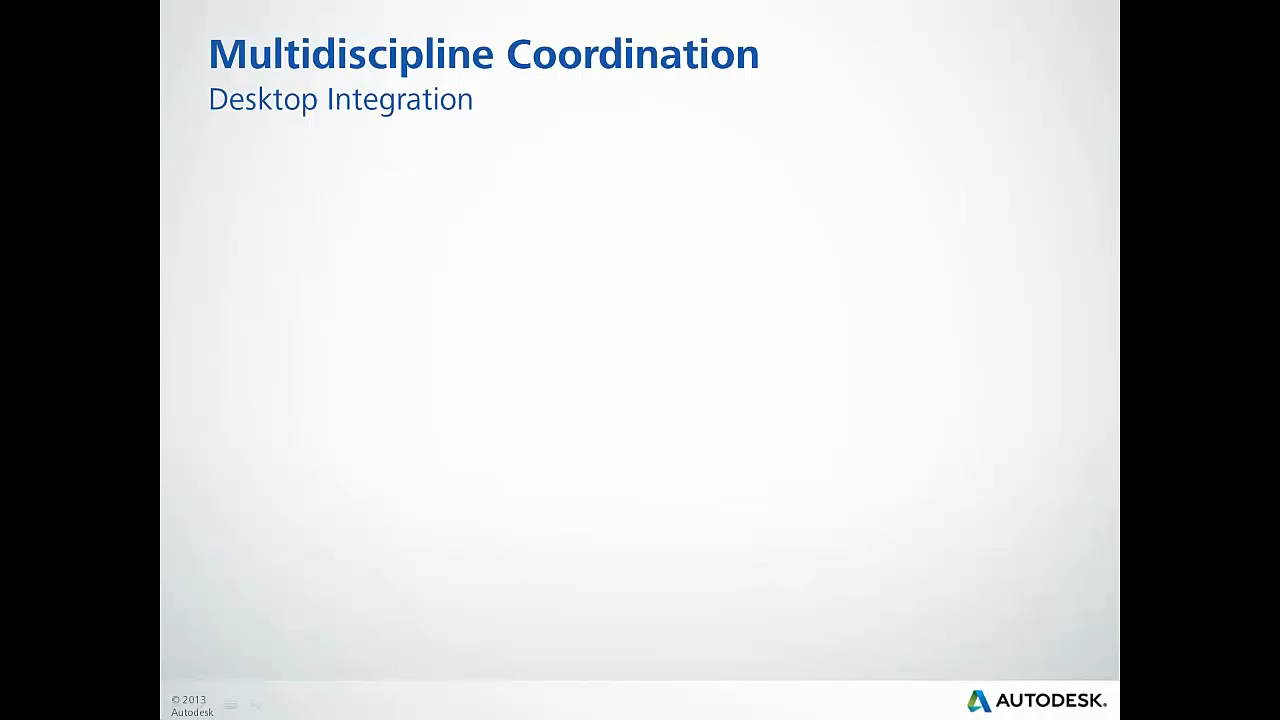 Multidiscipline Coordination
Desktop Integration
© 2013
Autodesk
AUTODESK.